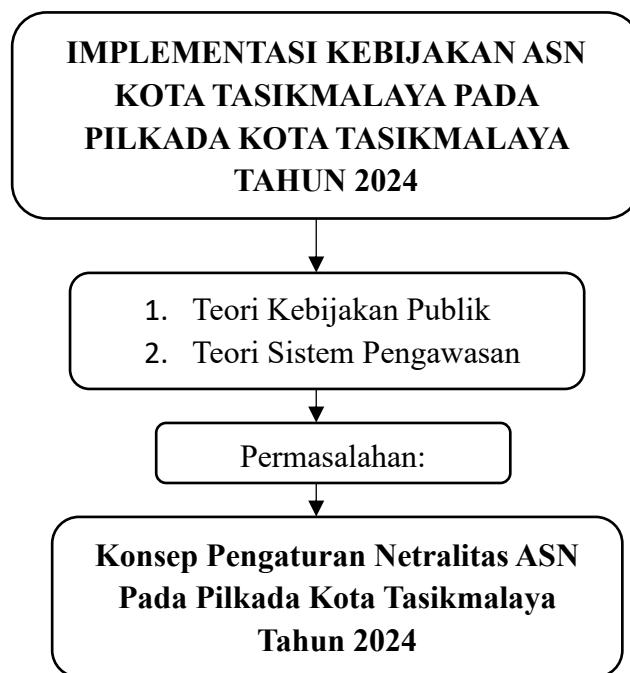 IMPLEMENTASI KEBIJAKAN ASN
KOTA TASIKMALAYA PADA
PILKADA KOTA TASIKMALAYA
TAHUN 2024
1. Teori Kebijakan Publik
2. Teori Sistem Pengawasan
Permasalahan:
Konsep Pengaturan Netralitas ASN
Pada Pilkada Kota Tasikmalaya
Tahun 2024